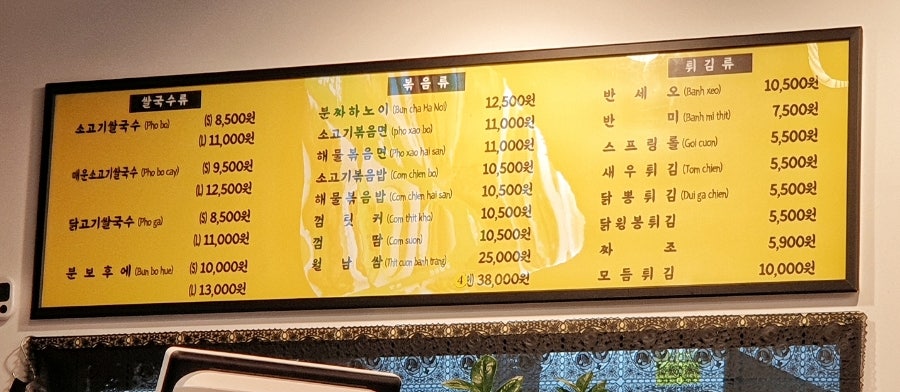 쌀국수류
소고기쌀국수 (Pho bo) (S) 8,500원
(L) 11,000원
매운소고기쌀국수 (Pho bo cay) (S) 9,500원
(L) 12,500원
닭고기쌀국수 (Pho ga) (S) 8,500원
(L) 11,000원
분보후에 (Bun bo hue) (S) 10,000원
(L) 13,000원
볶음류
분짜하노이 (Bun cha Ha Noi) 12,500원
소고기볶음면 (pho xao bo) 11,000원
해물볶음면 (Pho xao hai san) 11,000원
소고기볶음밥 (Com chien bo) 10,500원
해물볶음밥 (Com chien hai san) 10,500원
껌팃커 (Com thit kho) 10,500원
껌땀 (Com suon) 10,500원
월남쌈 (Thit cuon banh trang) 25,000원
38,000원
튀김류
반세오 (Banh xeo) 10,500원
반미 (Banh mi thit) 7,500원
스프링롤 (Goi cuon) 5,500원
새우튀김 (Tom chien) 5,500원
닭뽕튀김 (Dui ga chien) 5,500원
닭윙봉튀김 5,500원
짜조 5,900원
모듬튀김 10,000원